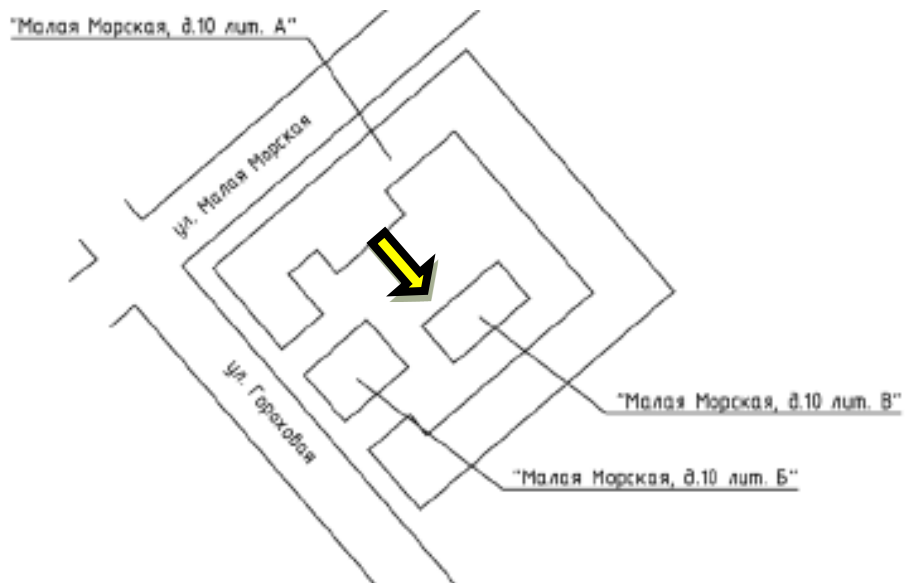 "Малая Морская, д.10 лит. А"
ул. Малая Морская
ул. Гороховая
"Малая Морская, д.10 лит. В"
"Малая Морская, д.10 лит. Б"